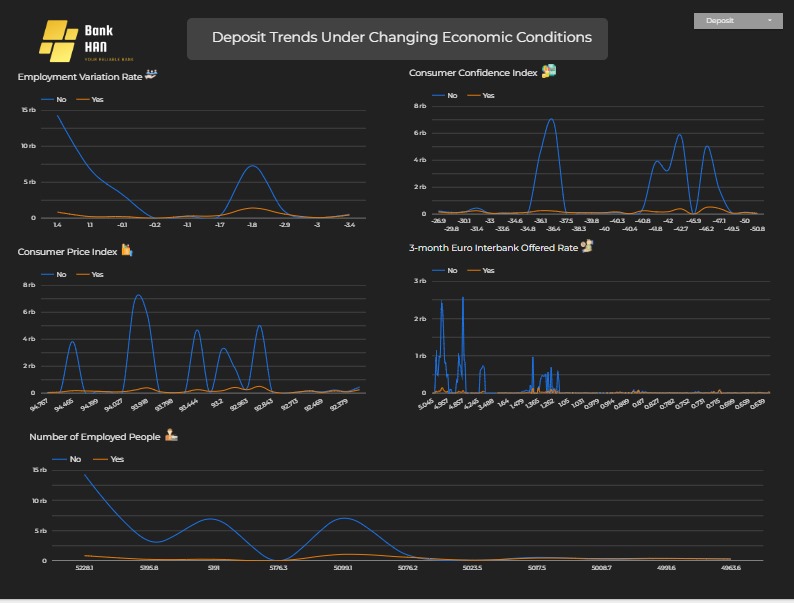 Bank
HAN
YOUR RELIABLE BANK
Deposit Trends Under Changing Economic Conditions
Deposit
Employment Variation Rate
No Yes
15 rb
10 rb
5 rb
0
1.4 1.1 -0.1 -0.2 -1.1 -1.7 -1.8 -2.9 -3 -3.4
Consumer Confidence Index
No Yes
8 rb
6 rb
4 rb
2 rb
0
-26.9 -30.1 -33 -34.6 -36.1 -37.5 -39.8 -40 -40.4 -41.8 -45.9 -47.1 -50
-29.8 -31.4 -33.6 -34.8 -36.4 -38.3 -40 -40.3 -40.8 -42 -42.7 -46.2 -49.5 -50.8
Consumer Price Index
No Yes
8 rb
6 rb
4 rb
2 rb
0
94.767 94.465 94.199 94.027 93.918 93.798 93.444 93.2 92.963 92.843 92.713 92.469 92.379
3-month Euro Interbank Offered Rate
No Yes
3 rb
2 rb
1 rb
0
5.045 4.957 4.857 4.245 3.488 1.64 1.479 1.365 1.262 1.05 1.031 0.979 0.944 0.899 0.87 0.827 0.782 0.752 0.731 0.715 0.699 0.659 0.639
Number of Employed People
No Yes
15 rb
10 rb
5 rb
0
5228.1 5195.8 5191 5176.3 5099.1 5076.2 5023.5 5017.5 5008.7 4991.6 4963.6